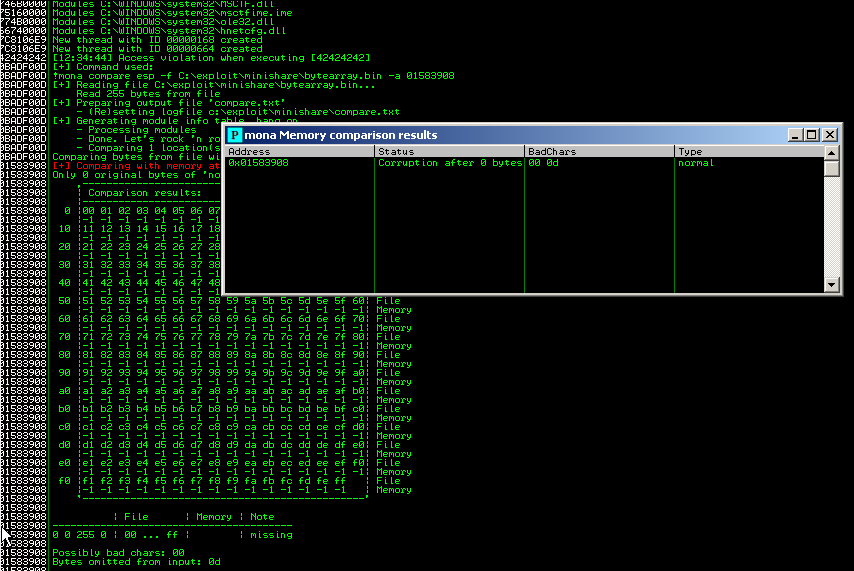 74680000 Modules C:\WINDOWS\system32\MSCTF.dll
75160000 Modules C:\WINDOWS\system32\msctfime.ime
774B0000 Modules C:\WINDOWS\system32\ole32.dll
66740000 Modules C:\WINDOWS\system32\hnetcfg.dll
7C8106E9 New thread with ID 00000168 created
7C8106E9 New thread with ID 00000664 created
42424242 [12:34:44] Access violation when executing [42424242]
0BADF00D [+] Command used:
0BADF00D !mona compare esp -f C:\exploit\minishare\bytearray.bin -a 01583908
0BADF00D [+] Reading file C:\exploit\minishare\bytearray.bin...
0BADF00D Read 255 bytes from file
0BADF00D [+] Preparing output file 'compare.txt'
0BADF00D - (Re)setting logfile c:\exploit\minishare\compare.txt
0BADF00D [+] Generating module info table, hang on
0BADF00D - Processing modules
0BADF00D - Done. Let's rock 'n ro
0BADF00D - Comparing 1 location(s
0BADF00D Comparing bytes from file wi
01583908 [+] Comparing with memory at
01583908 Only 0 original bytes of 'no
01583908 ,-----------------------
01583908 | Comparison results:
01583908 |-----------------------
01583908 0 |00 01 02 03 04 05 06 07
01583908 |-1 -1 -1 -1 -1 -1 -1 -1
01583908 10 |11 12 13 14 15 16 17 18
01583908 |-1 -1 -1 -1 -1 -1 -1 -1
01583908 20 |21 22 23 24 25 26 27 28
01583908 |-1 -1 -1 -1 -1 -1 -1 -1
01583908 30 |31 32 33 34 35 36 37 38
01583908 |-1 -1 -1 -1 -1 -1 -1 -1
01583908 40 |41 42 43 44 45 46 47 48
01583908 |-1 -1 -1 -1 -1 -1 -1 -1
01583908 50 |51 52 53 54 55 56 57 58 59 5a 5b 5c 5d 5e 5f 60| File
01583908 |-1 -1 -1 -1 -1 -1 -1 -1 -1 -1 -1 -1 -1 -1 -1 -1| Memory
01583908 60 |61 62 63 64 65 66 67 68 69 6a 6b 6c 6d 6e 6f 70| File
01583908 |-1 -1 -1 -1 -1 -1 -1 -1 -1 -1 -1 -1 -1 -1 -1 -1| Memory
01583908 70 |71 72 73 74 75 76 77 78 79 7a 7b 7c 7d 7e 7f 80| File
01583908 |-1 -1 -1 -1 -1 -1 -1 -1 -1 -1 -1 -1 -1 -1 -1 -1| Memory
01583908 80 |81 82 83 84 85 86 87 88 89 8a 8b 8c 8d 8e 8f 90| File
01583908 |-1 -1 -1 -1 -1 -1 -1 -1 -1 -1 -1 -1 -1 -1 -1 -1| Memory
01583908 90 |91 92 93 94 95 96 97 98 99 9a 9b 9c 9d 9e 9f a0| File
01583908 |-1 -1 -1 -1 -1 -1 -1 -1 -1 -1 -1 -1 -1 -1 -1 -1| Memory
01583908 a0 |a1 a2 a3 a4 a5 a6 a7 a8 a9 aa ab ac ad ae af b0| File
01583908 |-1 -1 -1 -1 -1 -1 -1 -1 -1 -1 -1 -1 -1 -1 -1 -1| Memory
01583908 b0 |b1 b2 b3 b4 b5 b6 b7 b8 b9 ba bb bc bd be bf c0| File
01583908 |-1 -1 -1 -1 -1 -1 -1 -1 -1 -1 -1 -1 -1 -1 -1 -1| Memory
01583908 c0 |c1 c2 c3 c4 c5 c6 c7 c8 c9 ca cb cc cd ce cf d0| File
01583908 |-1 -1 -1 -1 -1 -1 -1 -1 -1 -1 -1 -1 -1 -1 -1 -1| Memory
01583908 d0 |d1 d2 d3 d4 d5 d6 d7 d8 d9 da db dc dd de df e0| File
01583908 |-1 -1 -1 -1 -1 -1 -1 -1 -1 -1 -1 -1 -1 -1 -1 -1| Memory
01583908 e0 |e1 e2 e3 e4 e5 e6 e7 e8 e9 ea eb ec ed ee ef f0| File
01583908 |-1 -1 -1 -1 -1 -1 -1 -1 -1 -1 -1 -1 -1 -1 -1 -1| Memory
01583908 f0 |f1 f2 f3 f4 f5 f6 f7 f8 f9 fa fb fc fd fe ff | File
01583908 |-1 -1 -1 -1 -1 -1 -1 -1 -1 -1 -1 -1 -1 -1 -1 | Memory
01583908 '-----------------------------------------------'
01583908
01583908 | File | Memory | Note
01583908 -----------------------------------------
01583908 0 0 255 0 | 00 ... ff | | missing
01583908
01583908 Possibly bad chars: 00
01583908 Bytes omitted from input: 0d
P mona Memory comparison results
Address Status BadChars Type
0x01583908 Corruption after 0 bytes 00 0d normal